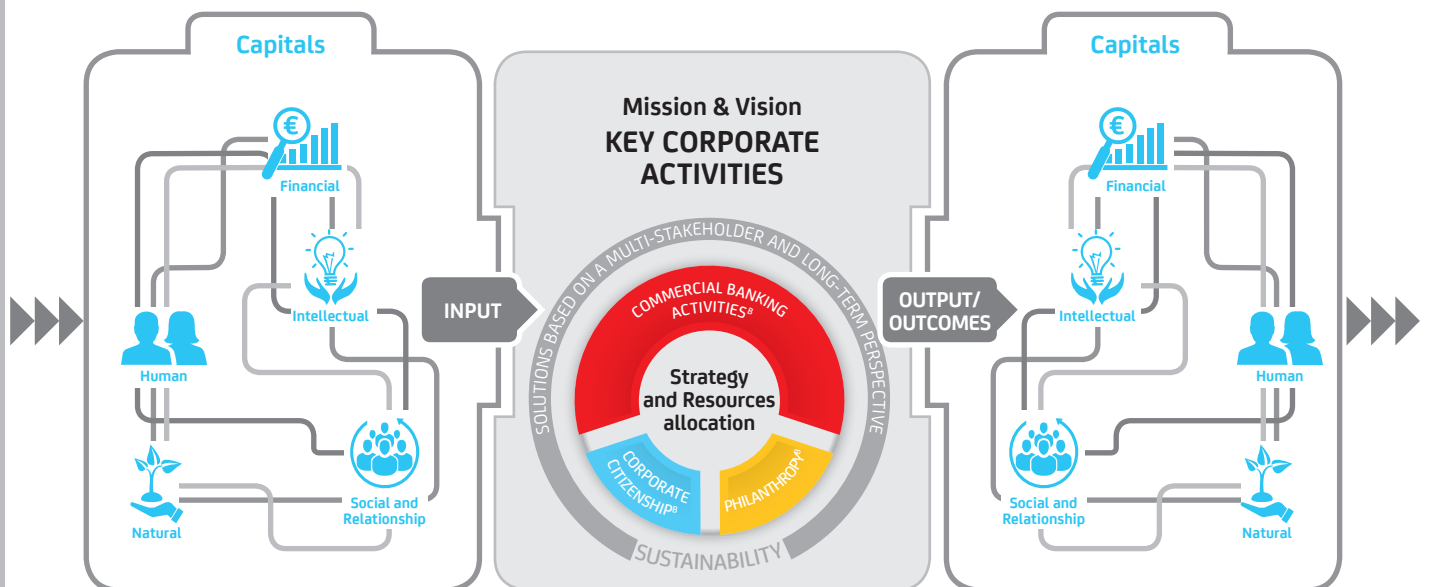 Capitals
€
Financial
Intellectual
Human
Social and
Relationship
Natural
INPUT
Mission & Vision
KEY CORPORATE
ACTIVITIES
SOLUTIONS BASED ON A MULTI-STAKEHOLDER AND LONG-TERM PERSPECTIVE
COMMERCIAL BANKING
ACTIVITIES⁸
Strategy
and Resources
allocation
CORPORATE
CITIZENSHIP⁸
PHILANTHROPY⁸
SUSTAINABILITY
OUTPUT/
OUTCOMES
Capitals
€
Financial
Intellectual
Human
Social and
Relationship
Natural